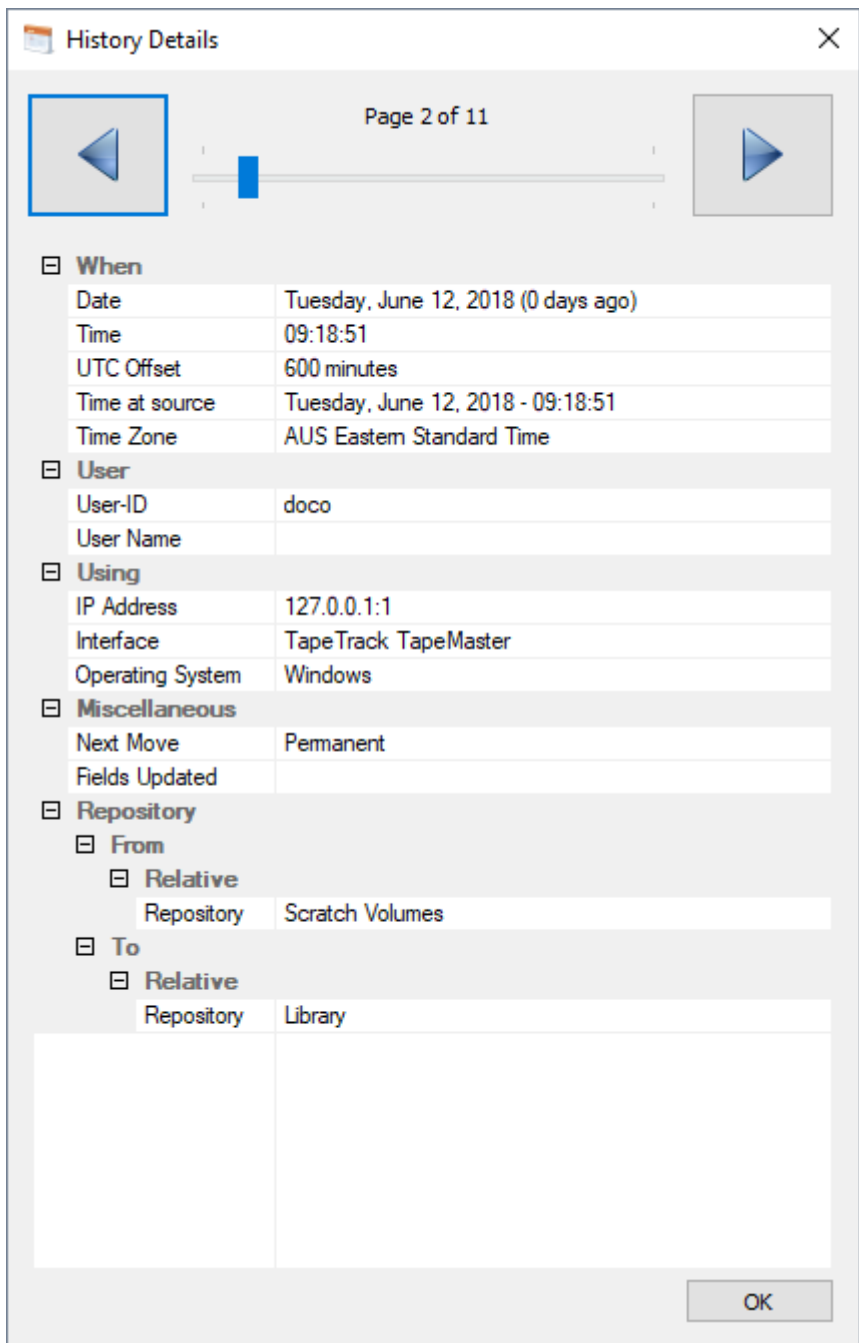 History Details
Page 2 of 11
When
Date Tuesday, June 12, 2018 (0 days ago)
Time 09:18:51
UTC Offset 600 minutes
Time at source Tuesday, June 12, 2018 - 09:18:51
Time Zone AUS Eastern Standard Time
User
User-ID doco
User Name
Using
IP Address 127.0.0.1:1
Interface TapeTrack TapeMaster
Operating System Windows
Miscellaneous
Next Move Permanent
Fields Updated
Repository
From
Relative
Repository Scratch Volumes
To
Relative
Repository Library
OK